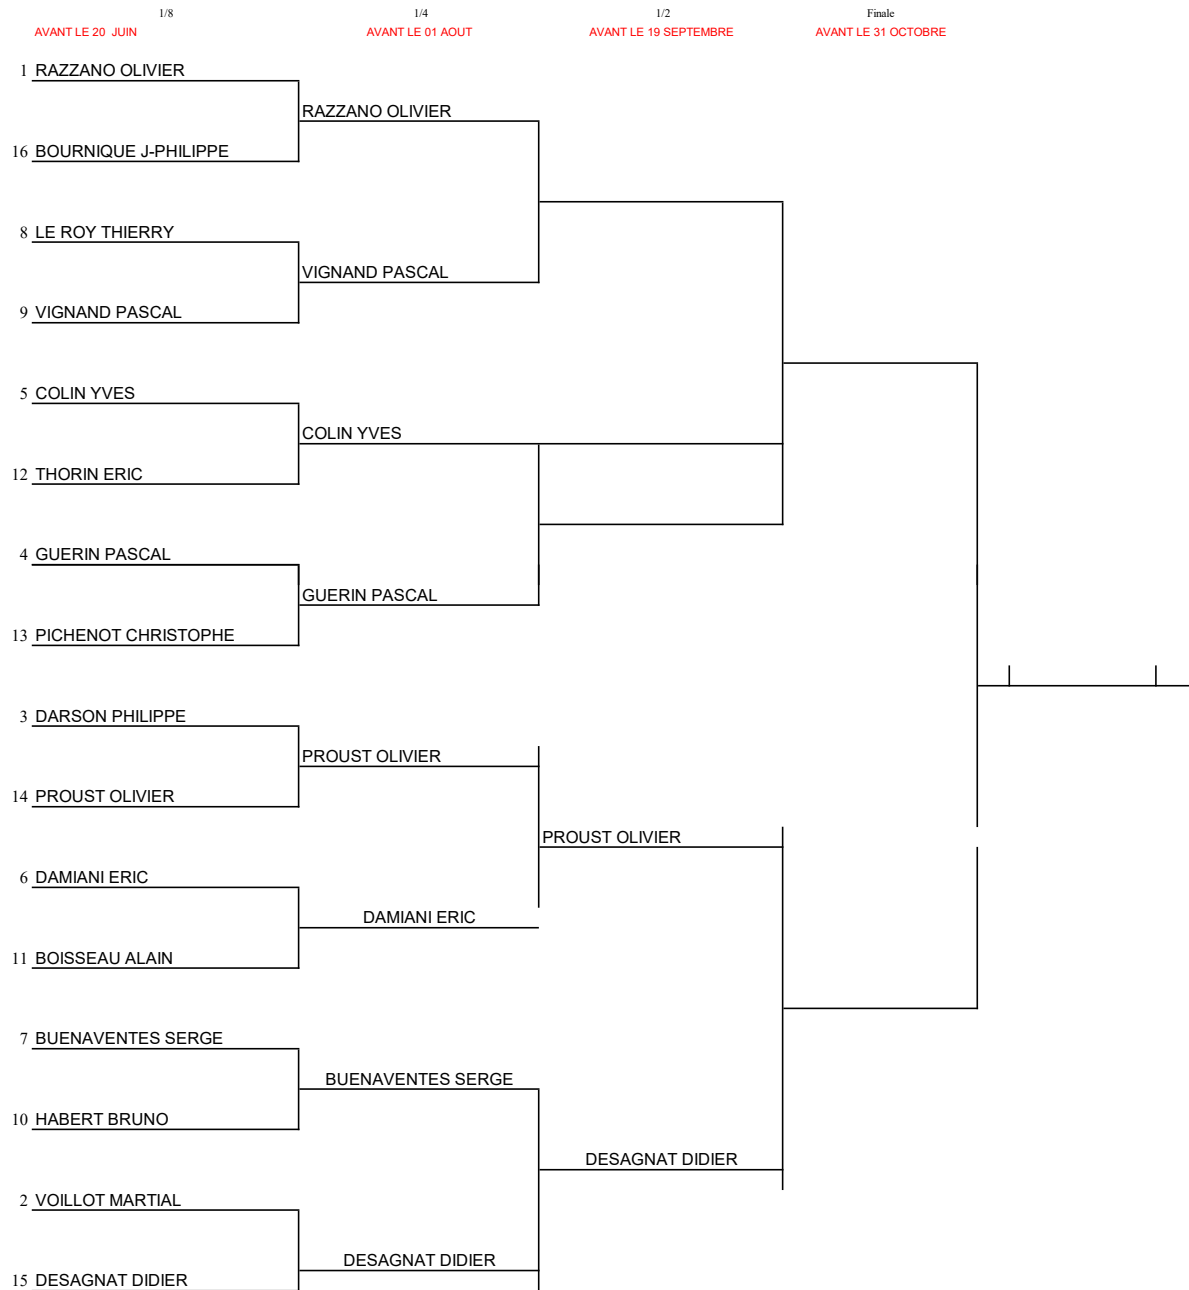 1/8 1/4 1/2 Finale
AVANT LE 20 JUIN AVANT LE 01 AOUT AVANT LE 19 SEPTEMBRE AVANT LE 31 OCTOBRE
1 RAZZANO OLIVIER
RAZZANO OLIVIER
16 BOURNIQUE J-PHILIPPE
8 LE ROY THIERRY
VIGNAND PASCAL
9 VIGNAND PASCAL
5 COLIN YVES
COLIN YVES
12 THORIN ERIC
4 GUERIN PASCAL
GUERIN PASCAL
13 PICHENOT CHRISTOPHE
3 DARSON PHILIPPE
PROUST OLIVIER
14 PROUST OLIVIER
PROUST OLIVIER
6 DAMIANI ERIC
DAMIANI ERIC
11 BOISSEAU ALAIN
7 BUENAVENTES SERGE
BUENAVENTES SERGE
10 HABERT BRUNO
DESAGNAT DIDIER
2 VOILLOT MARTIAL
DESAGNAT DIDIER
15 DESAGNAT DIDIER